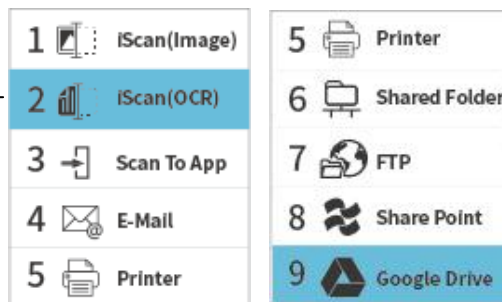 1 iScan(Image)
2 iScan(OCR)
3 Scan To App
4 E-Mail
5 Printer
5 Printer
6 Shared Folder
7 FTP
8 Share Point
9 Google Drive